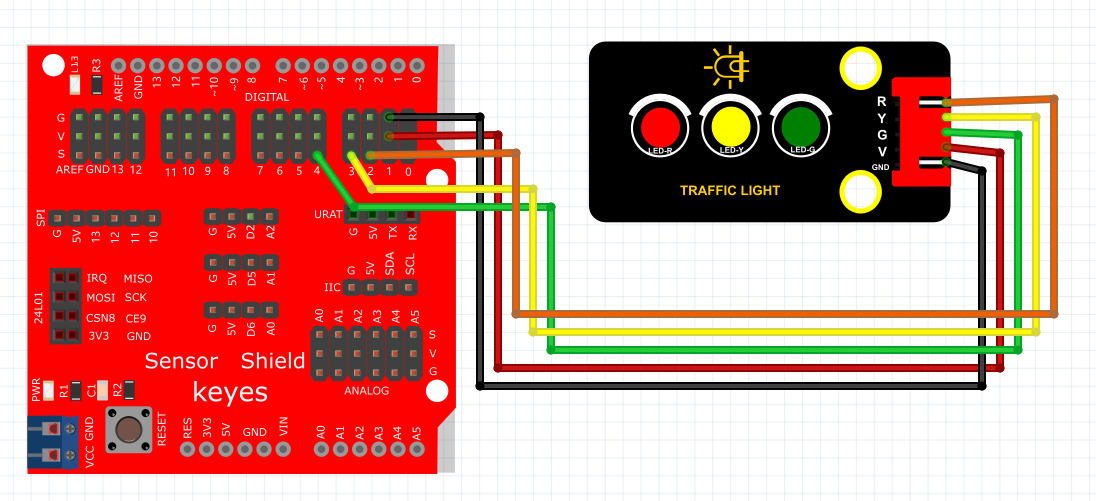 L13 R3 AREF GND 13 12 11 ~10 ~9 8 7 ~6 ~5 4 ~3 2 1 0
DIGITAL
G
V
S
AREF GND 13 12 11 10 9 8 7 6 5 4 3 2 1 0
SPI
G 5V 13 12 11 10
G 5V D2 A2
URAT
G 5V TX RX
G 5V D5 A1
IIC
G 5V SDA SCL
G 5V D6 A0
24L01
IRQ MISO
MOSI SCK
CSN8 CE9
3V3 GND
A0 A1 A2 A3 A4 A5
S
V
G
ANALOG
Sensor Shield
keyes
PWR R1 C1 R2
RESET
VCC GND
RES 3V3 5V GND VIN
A0 A1 A2 A3 A4 A5
LED-R LED-Y LED-G
TRAFFIC LIGHT
R
Y
G
V
GND